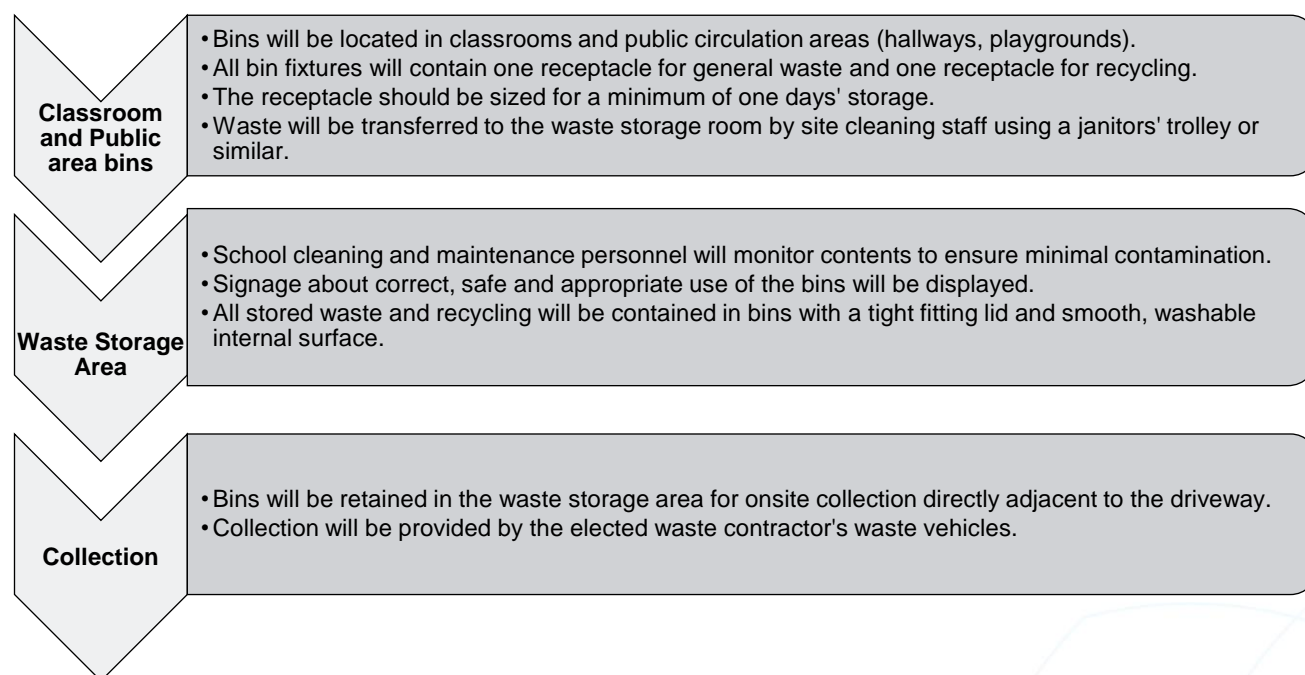 Classroom
and Public
area bins
• Bins will be located in classrooms and public circulation areas (hallways, playgrounds).
• All bin fixtures will contain one receptacle for general waste and one receptacle for recycling.
• The receptacle should be sized for a minimum of one days' storage.
• Waste will be transferred to the waste storage room by site cleaning staff using a janitors' trolley or
similar.
Waste Storage
Area
• School cleaning and maintenance personnel will monitor contents to ensure minimal contamination.
• Signage about correct, safe and appropriate use of the bins will be displayed.
• All stored waste and recycling will be contained in bins with a tight fitting lid and smooth, washable
internal surface.
Collection
• Bins will be retained in the waste storage area for onsite collection directly adjacent to the driveway.
• Collection will be provided by the elected waste contractor's waste vehicles.